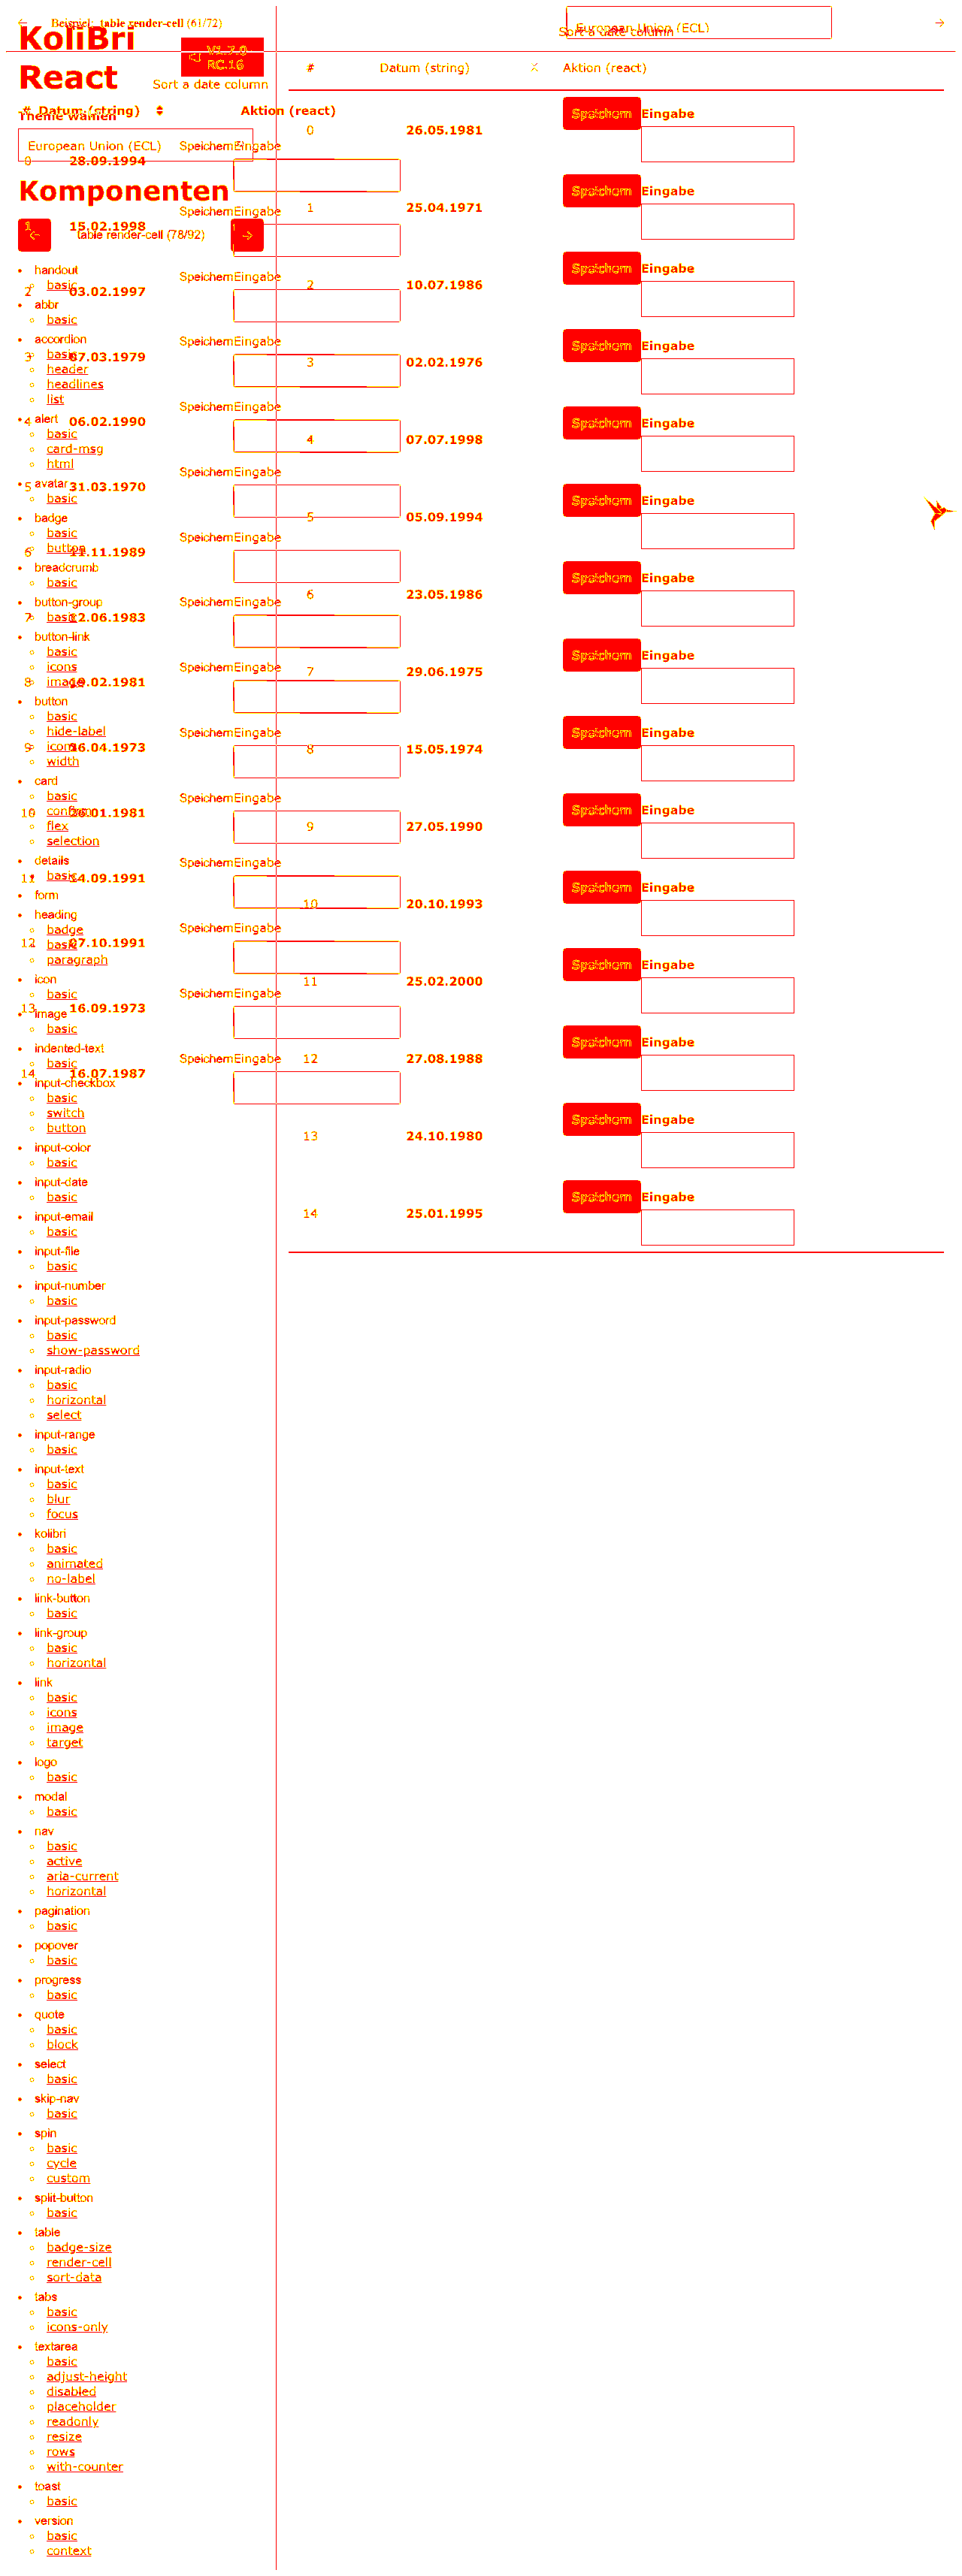 Beispiel: table render-cell (61/72)
European Union (ECL)
Sort a date column
KoliBri
React
V1.7.0
RC.16
Sort a date column
# Datum (string) Aktion (react)
# Datum (string) Aktion (react)
Theme wählen
European Union (ECL)
Komponenten
table render-cell (78/92)
0 28.09.1994 Speichern Eingabe
1 15.02.1998 Speichern Eingabe
2 03.02.1997 Speichern Eingabe
3 07.03.1979 Speichern Eingabe
4 06.02.1990 Speichern Eingabe
5 31.03.1970 Speichern Eingabe
6 11.11.1989 Speichern Eingabe
7 12.06.1983 Speichern Eingabe
8 19.02.1981 Speichern Eingabe
9 16.04.1973 Speichern Eingabe
10 26.01.1981 Speichern Eingabe
11 Speichern Eingabe
12 27.10.1991 Speichern Eingabe
13 16.09.1973 Speichern Eingabe
14 16.07.1987 Speichern Eingabe
handout
basic
abbr
basic
accordion
basic
header
headlines
list
alert
basic
card-msg
html
avatar
basic
badge
basic
button
breadcrumb
basic
button-group
basic
button-link
basic
icons
image
button
basic
hide-label
icons
width
card
basic
confirm
flex
selection
details
basic
form
heading
badge
basic
paragraph
icon
basic
image
basic
indented-text
basic
input-checkbox
basic
switch
button
input-color
basic
input-date
basic
input-email
basic
input-file
basic
input-number
basic
input-password
basic
show-password
input-radio
basic
horizontal
select
input-range
basic
input-text
basic
blur
focus
kolibri
basic
animated
no-label
link-button
basic
link-group
basic
horizontal
link
basic
icons
image
target
logo
basic
modal
basic
nav
basic
active
aria-current
horizontal
pagination
basic
popover
basic
progress
basic
quote
basic
block
select
basic
skip-nav
basic
spin
basic
cycle
custom
split-button
basic
table
badge-size
render-cell
sort-data
tabs
basic
icons-only
textarea
basic
adjust-height
disabled
placeholder
readonly
resize
rows
with-counter
toast
basic
version
basic
context
0 26.05.1981 Speichern Eingabe
1 25.04.1971 Speichern Eingabe
2 10.07.1986 Speichern Eingabe
3 02.02.1976 Speichern Eingabe
4 07.07.1998 Speichern Eingabe
5 05.09.1994 Speichern Eingabe
6 23.05.1986 Speichern Eingabe
7 29.06.1975 Speichern Eingabe
8 15.05.1974 Speichern Eingabe
9 27.05.1990 Speichern Eingabe
10 20.10.1993 Speichern Eingabe
11 25.02.2000 Speichern Eingabe
12 27.08.1988 Speichern Eingabe
13 24.10.1980 Speichern Eingabe
14 25.01.1995 Speichern Eingabe